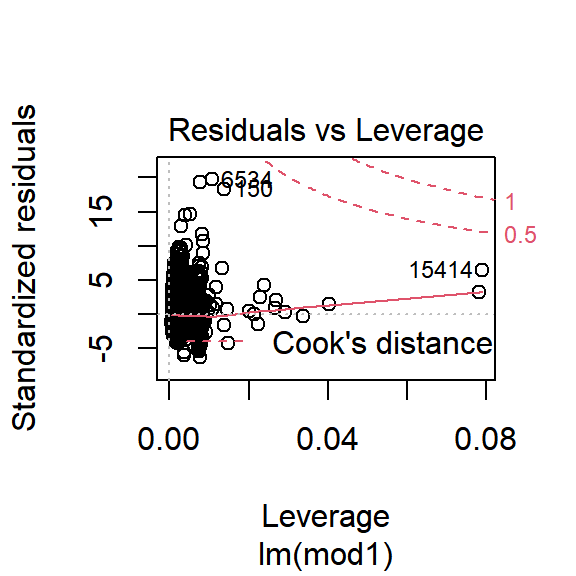 Residuals vs Leverage
Standardized residuals
15
5
-5
6534
150
15414
1
0.5
Cook's distance
0.00
0.04
0.08
Leverage
lm(mod1)